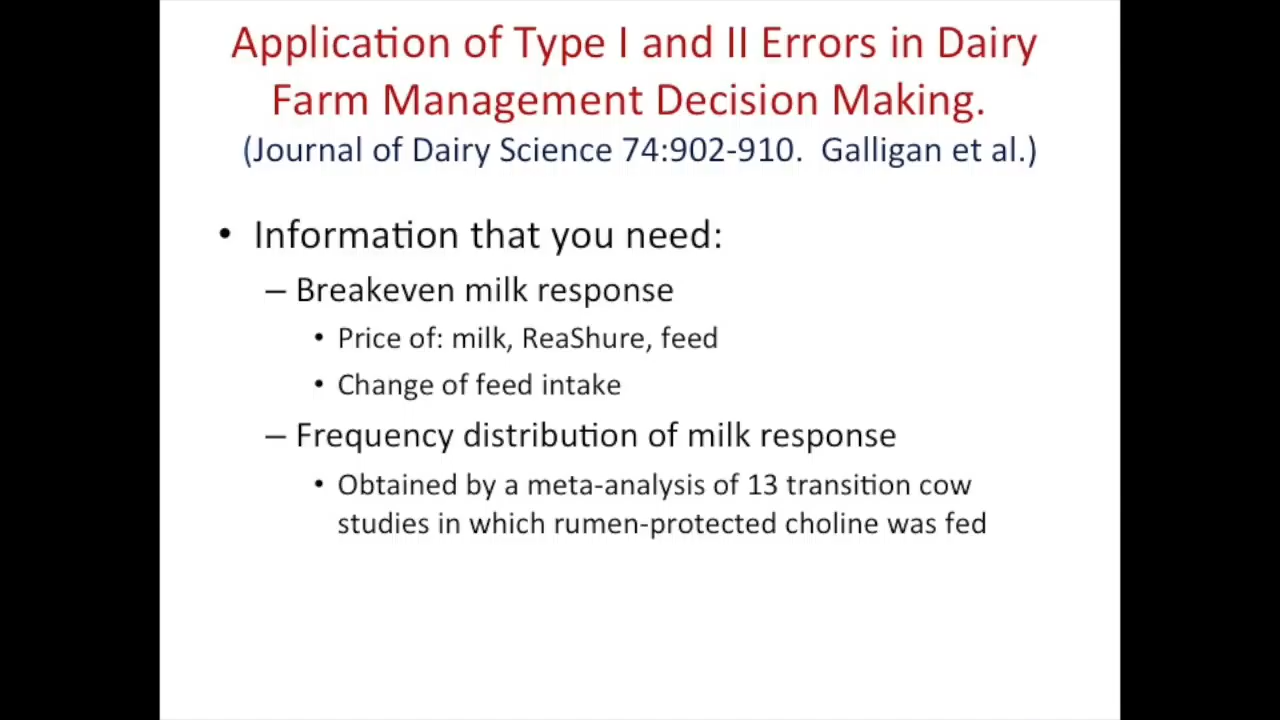 Application of Type I and II Errors in Dairy
Farm Management Decision Making.
(Journal of Dairy Science 74:902-910.  Galligan et al.)
• Information that you need:
– Breakeven milk response
• Price of: milk, ReaShure, feed
• Change of feed intake
– Frequency distribution of milk response
• Obtained by a meta-analysis of 13 transition cow
studies in which rumen-protected choline was fed